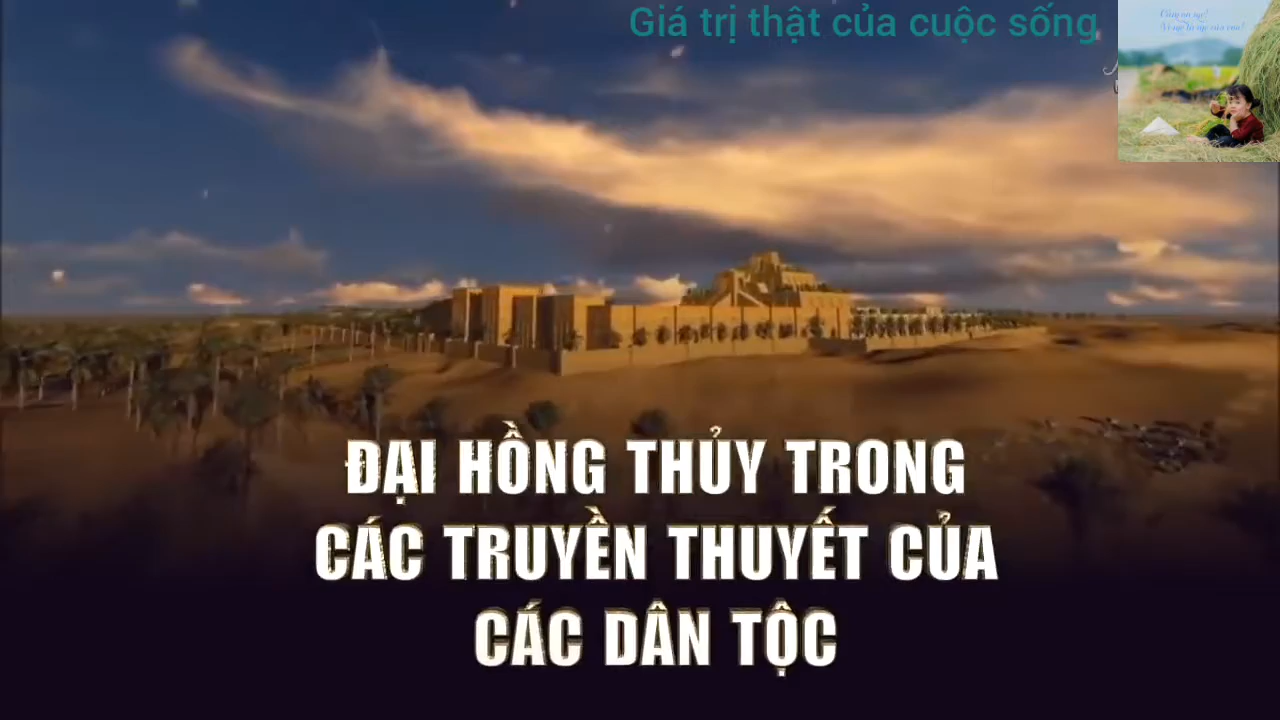 Giá trị thật của cuộc sống
ĐẠI HỒNG THỦY TRONG
CÁC TRUYỀN THUYẾT CỦA
CÁC DÂN TỘC